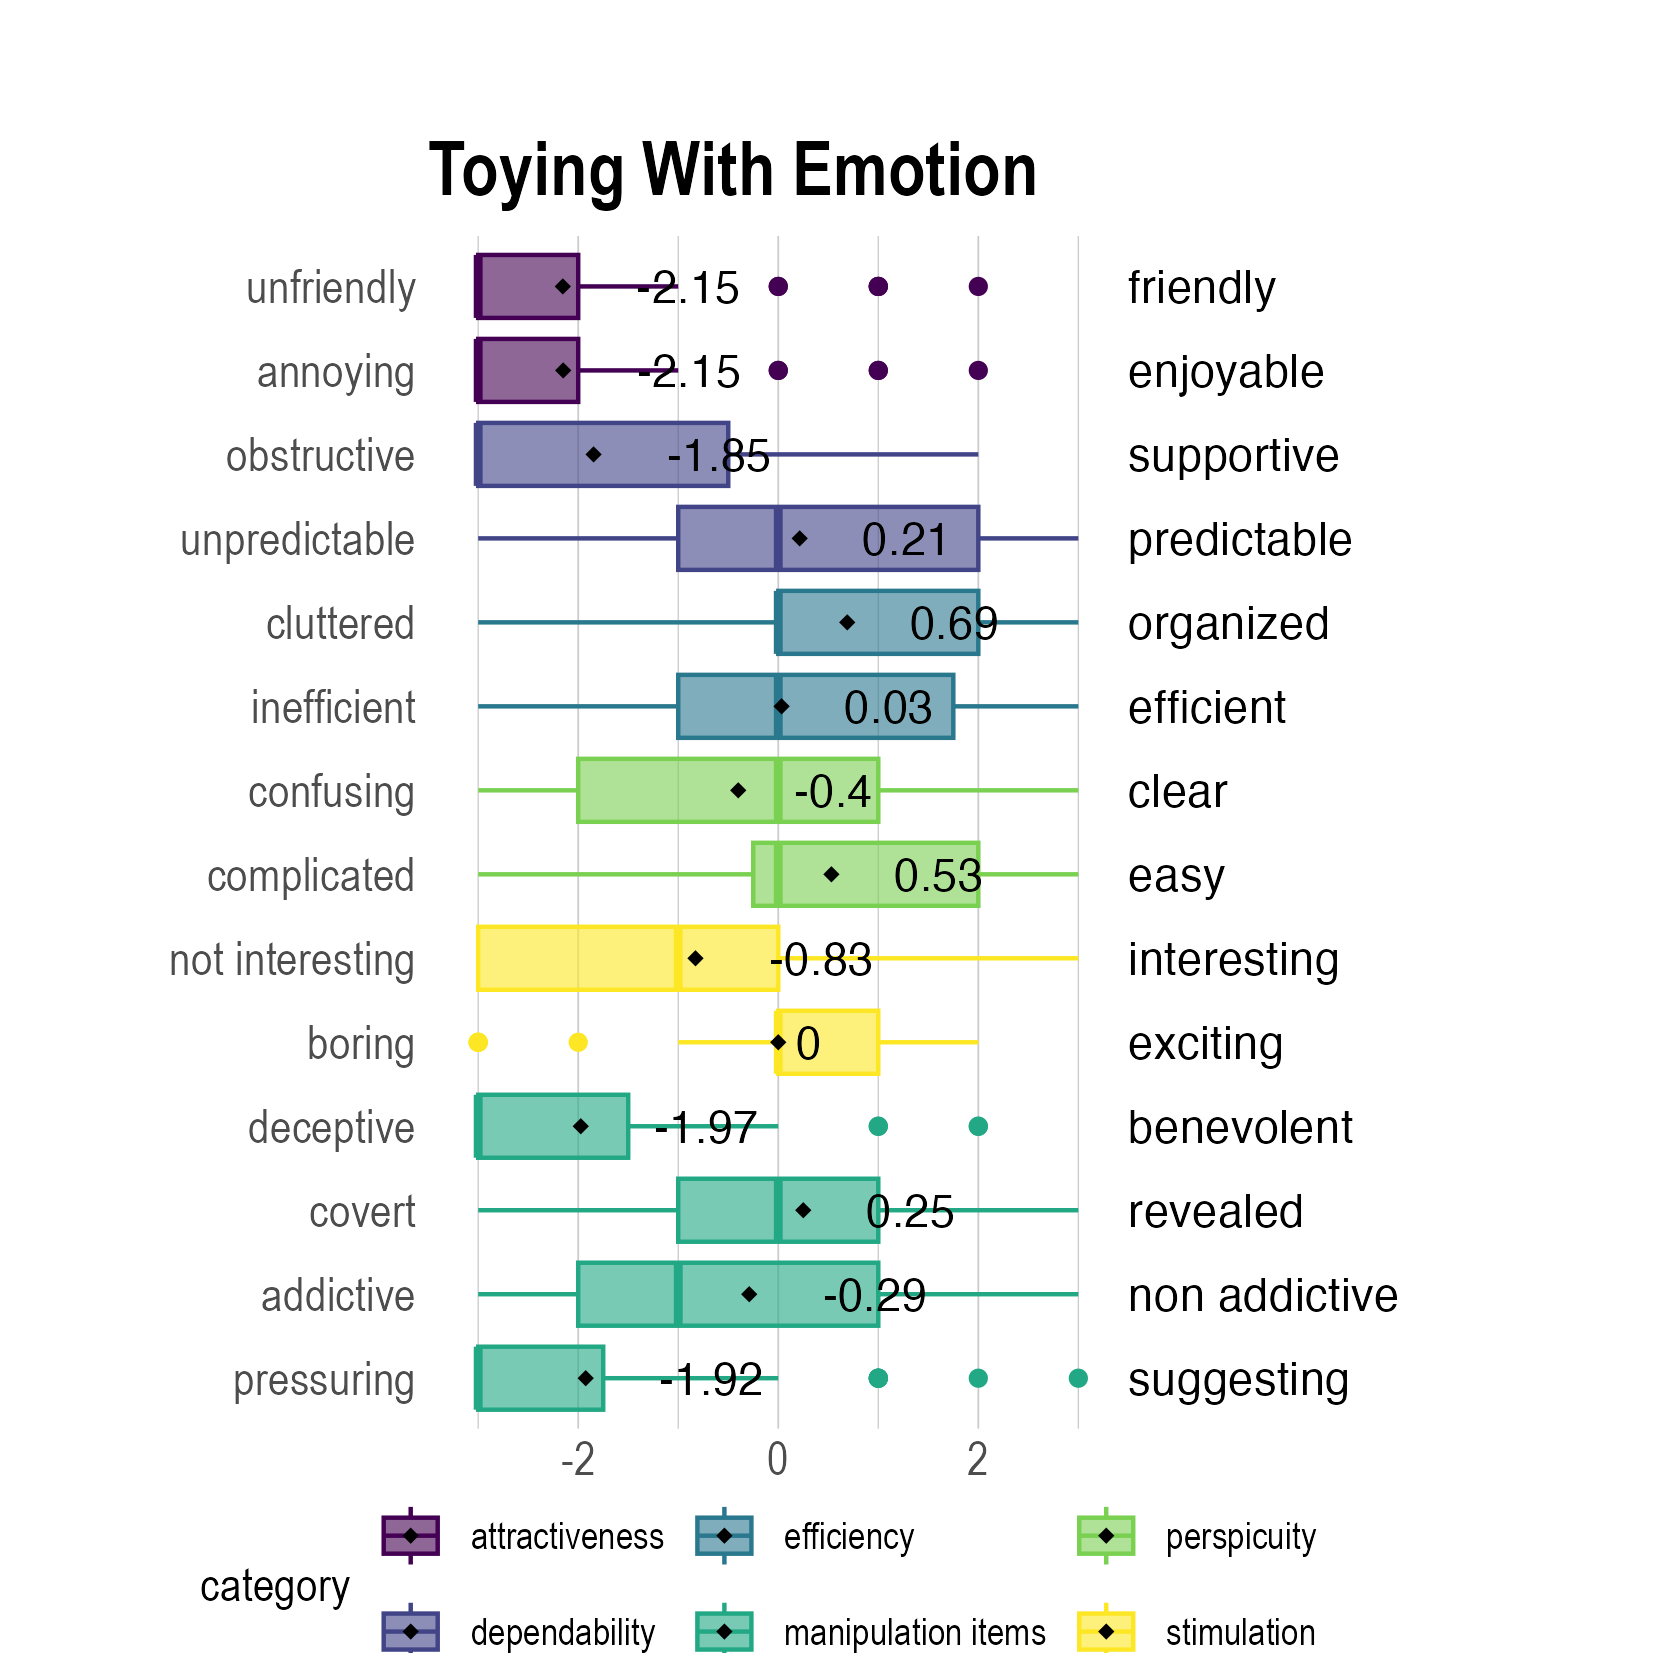 Toying With Emotion
unfriendly -2.15 friendly
annoying -2.15 enjoyable
obstructive -1.85 supportive
unpredictable 0.21 predictable
cluttered 0.69 organized
inefficient 0.03 efficient
confusing -0.4 clear
complicated 0.53 easy
not interesting -0.83 interesting
boring 0 exciting
deceptive -1.97 benevolent
covert 0.25 revealed
addictive -0.29 non addictive
pressuring -1.92 suggesting
-2 0 2
attractiveness efficiency perspicuity
category
dependability manipulation items stimulation